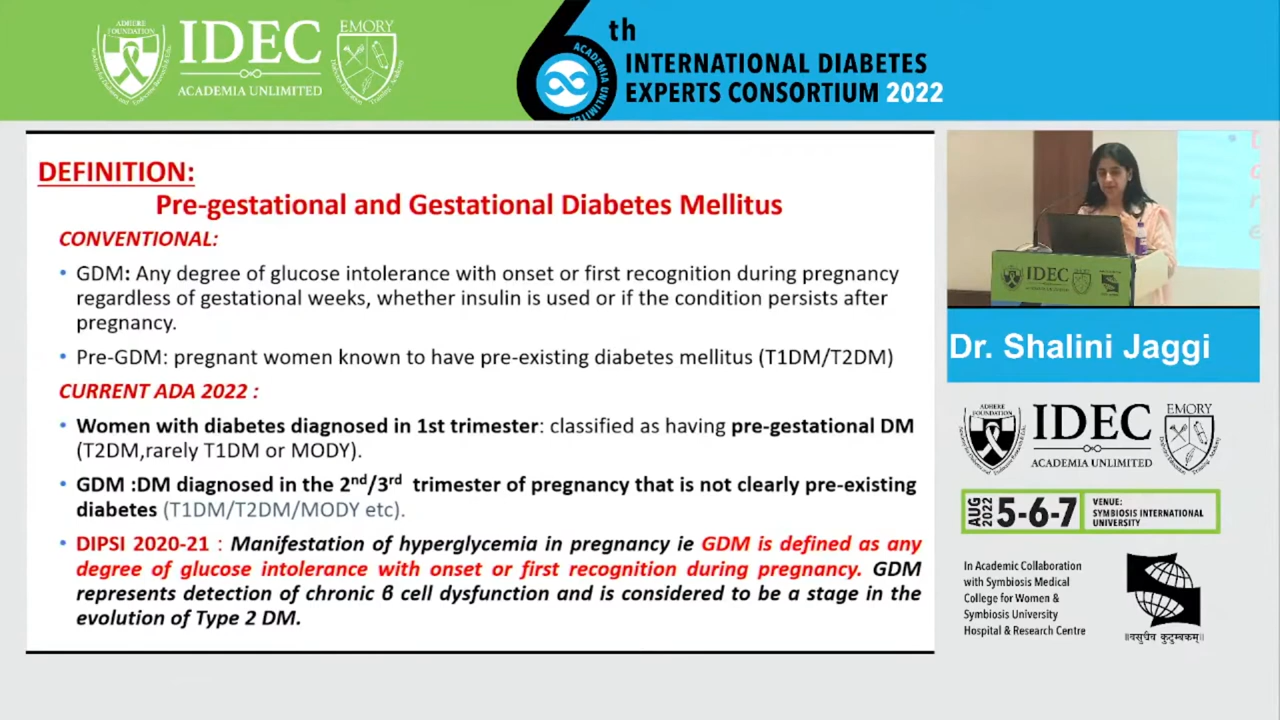 ADHERE
FOUNDATION
IDEC
ACADEMIA UNLIMITED
EMORY
6th
ACADEMIA UNLIMITED
INTERNATIONAL DIABETES
EXPERTS CONSORTIUM 2022
DEFINITION:
Pre-gestational and Gestational Diabetes Mellitus
CONVENTIONAL:
• GDM: Any degree of glucose intolerance with onset or first recognition during pregnancy
regardless of gestational weeks, whether insulin is used or if the condition persists after
pregnancy.
• Pre-GDM: pregnant women known to have pre-existing diabetes mellitus (T1DM/T2DM)
CURRENT ADA 2022 :
• Women with diabetes diagnosed in 1st trimester: classified as having pre-gestational DM
(T2DM,rarely T1DM or MODY).
• GDM :DM diagnosed in the 2nd/3rd trimester of pregnancy that is not clearly pre-existing
diabetes (T1DM/T2DM/MODY etc).
• DIPSI 2020-21 : Manifestation of hyperglycemia in pregnancy ie GDM is defined as any
degree of glucose intolerance with onset or first recognition during pregnancy. GDM
represents detection of chronic β cell dysfunction and is considered to be a stage in the
evolution of Type 2 DM.
IDEC
Dr. Shalini Jaggi
ADHERE
FOUNDATION
IDEC
ACADEMIA UNLIMITED
EMORY
AUG
2022
5-6-7
VENUE:
SYMBIOSIS INTERNATIONAL
UNIVERSITY
In Academic Collaboration
with Symbiosis Medical
College for Women &
Symbiosis University
Hospital & Research Centre
॥वसुधैव कुटुम्बकम्॥